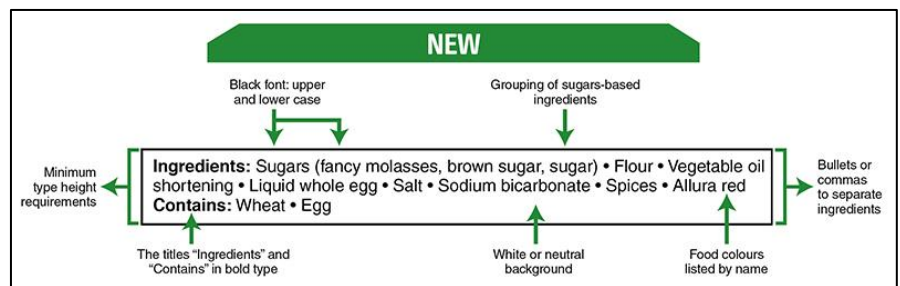 NEW
Black font: upper
and lower case
Grouping of sugars-based
ingredients
Minimum
type height
requirements
Ingredients: Sugars (fancy molasses, brown sugar, sugar) • Flour • Vegetable oil
shortening • Liquid whole egg • Salt • Sodium bicarbonate • Spices • Allura red
Contains: Wheat • Egg
Bullets or
commas
to separate
ingredients
The titles “Ingredients” and
“Contains” in bold type
White or neutral
background
Food colours
listed by name